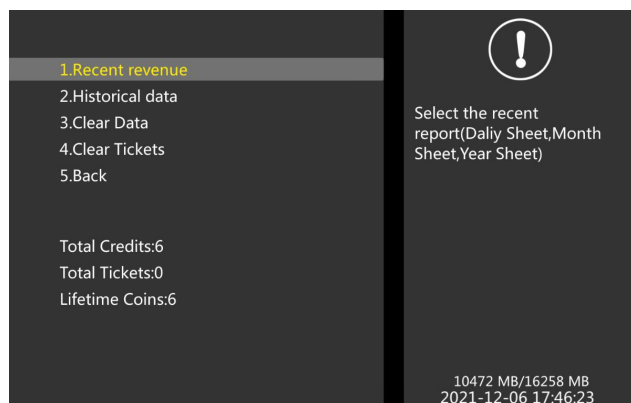 1.Recent revenue
2.Historical data
3.Clear Data
4.Clear Tickets
5.Back
Total Credits:6
Total Tickets:0
Lifetime Coins:6
Select the recent
report(Daliy Sheet,Month
Sheet,Year Sheet)
10472 MB/16258 MB
2021-12-06 17:46:23